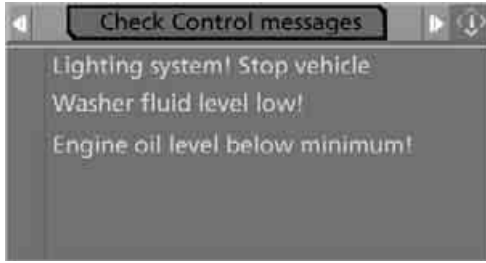 Check Control messages
Lighting system! Stop vehicle
Washer fluid level low!
Engine oil level below minimum!